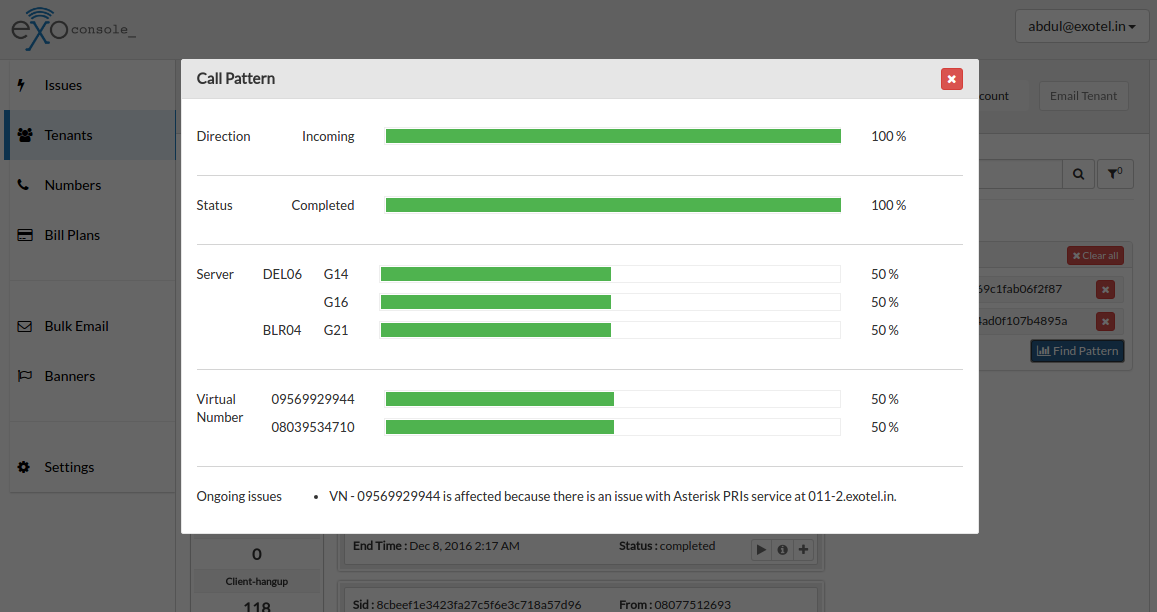 exo console_
abdul@exotel.in
Issues
Tenants
Numbers
Bill Plans
Bulk Email
Banners
Settings
Call Pattern
Email Tenant
0
Direction Incoming 100 %
Status Completed 100 %
Server DEL06 G14 50 %
G16 50 %
BLR04 G21 50 %
Virtual
Number
09569929944 50 %
08039534710 50 %
Ongoing issues • VN - 09569929944 is affected because there is an issue with Asterisk PRIs service at 011-2.exotel.in.
Clear all
69c1fab06f2f87
4ad0f107b4895a
Find Pattern
0
Client-hangup
118
End Time : Dec 8, 2016 2:17 AM Status : completed
Sid : 8cbeef1e3423fa27c5f6e3c718a57d96 From : 08077512693